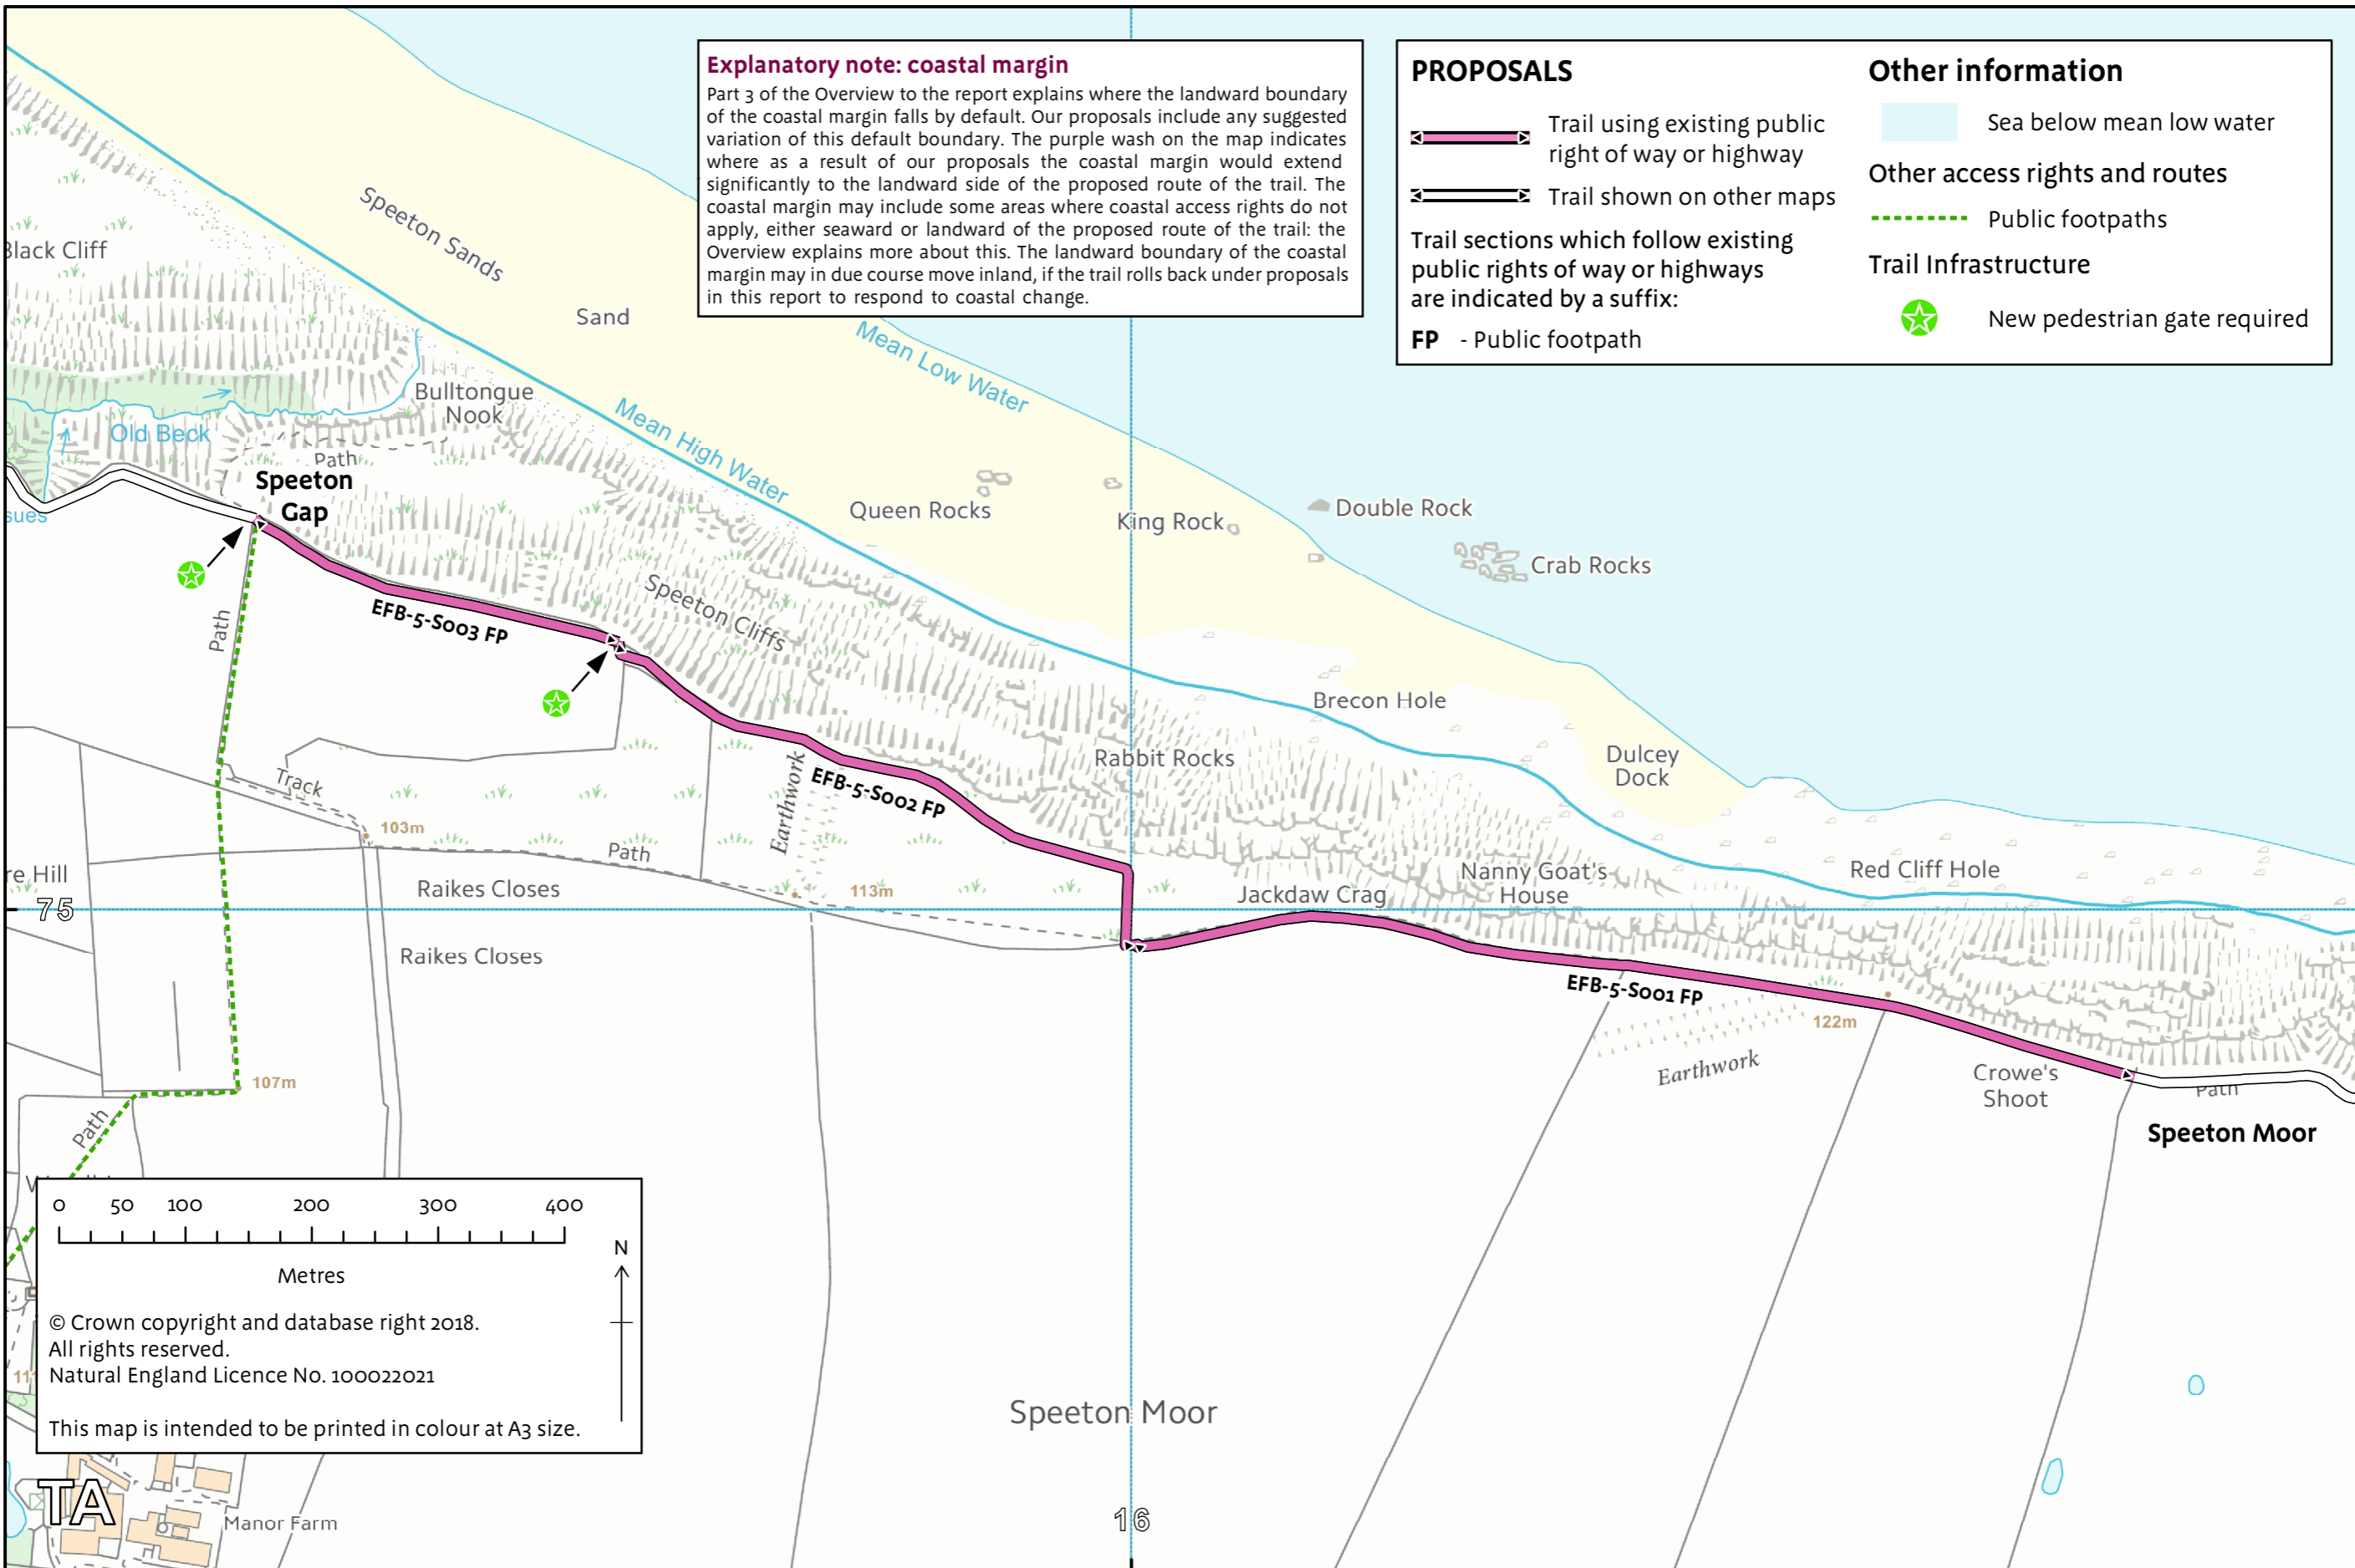 Explanatory note: coastal margin
Part 3 of the Overview to the report explains where the landward boundary
of the coastal margin falls by default. Our proposals include any suggested
variation of this default boundary. The purple wash on the map indicates
where as a result of our proposals the coastal margin would extend
significantly to the landward side of the proposed route of the trail. The
coastal margin may include some areas where coastal access rights do not
apply, either seaward or landward of the proposed route of the trail: the
Overview explains more about this. The landward boundary of the coastal
margin may in due course move inland, if the trail rolls back under proposals
in this report to respond to coastal change.
PROPOSALS
Trail using existing public
right of way or highway
Trail shown on other maps
Trail sections which follow existing
public rights of way or highways
are indicated by a suffix:
FP - Public footpath
Other information
Sea below mean low water
Other access rights and routes
Public footpaths
Trail Infrastructure
New pedestrian gate required
Speeton Sands
Black Cliff
Sand
Mean Low Water
Bulltongue
Nook
Mean High Water
Old Beck
Path
Speeton
Gap
sues
Queen Rocks
King Rock
Double Rock
Crab Rocks
Speeton Cliffs
EFB-5-S003 FP
Path
Brecon Hole
Rabbit Rocks
Dulcey
Dock
Track
Earthwork
EFB-5-S002 FP
103m
Path
re Hill
Raikes Closes
113m
Jackdaw Crag
Nanny Goat's
House
Red Cliff Hole
75
Raikes Closes
EFB-5-S001 FP
122m
Earthwork
Crowe's
Shoot
Path
107m
Path
Speeton Moor
0 50 100 200 300 400
Metres
N
© Crown copyright and database right 2018.
All rights reserved.
Natural England Licence No. 100022021
This map is intended to be printed in colour at A3 size.
11
Speeton Moor
TA
Manor Farm
16